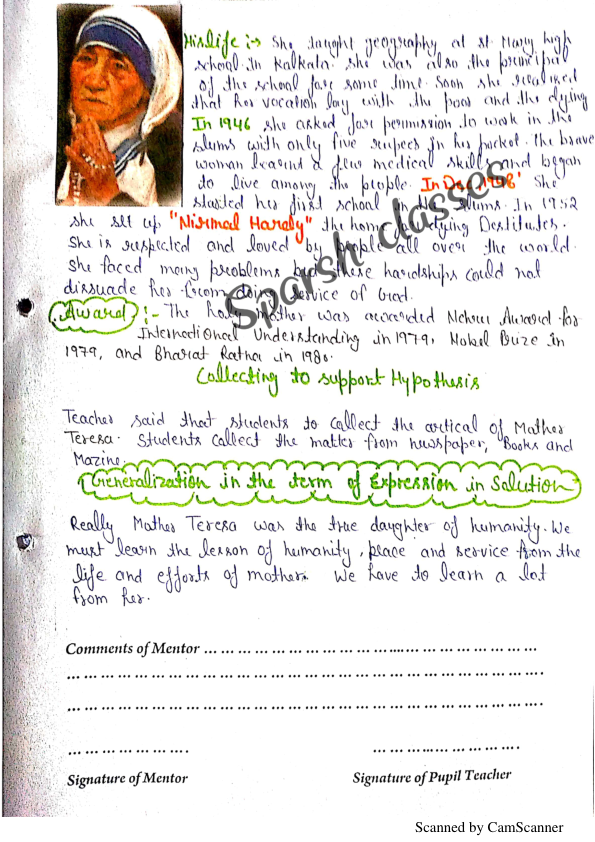 Hislife :→ She taught geography at st. Mary high
school. In Kalkata. she was also the principal
of the school for some time. Soon she realized
that her vocation lay with the poor and the dying
In 1946 she asked for permission to work in the
slums with only five rupees in her pocket. The brave
woman learnd a few medical skills and began
to live among the people. In Dec, 1948' She
started her first school in slums. In 1952
she set up "Nirmal Hardy" the home dying Destitutes.
She is respected and loved by people all over the world.
She faced many problems but these hardships could not
dissuade her from doing service of God.
Award :- The holy mother was awarded Nehru Award for
International Understanding in 1979, Nobel Prize in
1979, and Bharat Ratna in 1980.
Collecting to support Hypothesis
Teacher said that students to collect the artical of Mother
Teresa. Students collect the matter from newspaper, Books and
Mazine.
Generalization in the term of Expression in Solution
Really Mother Teresa was the true daughter of humanity. We
must learn the lesson of humanity, peace and service from the
life and efforts of mother. We have to learn a lot
from her.
Sparsh classes
Comments of Mentor ... ... ... ... ... ... ... ... ... ... ... ... ... ... ... ...
... ... ... ... ... ... ... ... ... ... ... ... ... ... ... ... ... ... ... ... ... ... ....
... ... ... ... ... ... ... ... ... ... ... ... ... ... ... ... ... ... ... ... ... ... ....
... ... ... ... ... .... ... ... ... ... ... ... ....
Signature of Mentor Signature of Pupil Teacher
Scanned by CamScanner